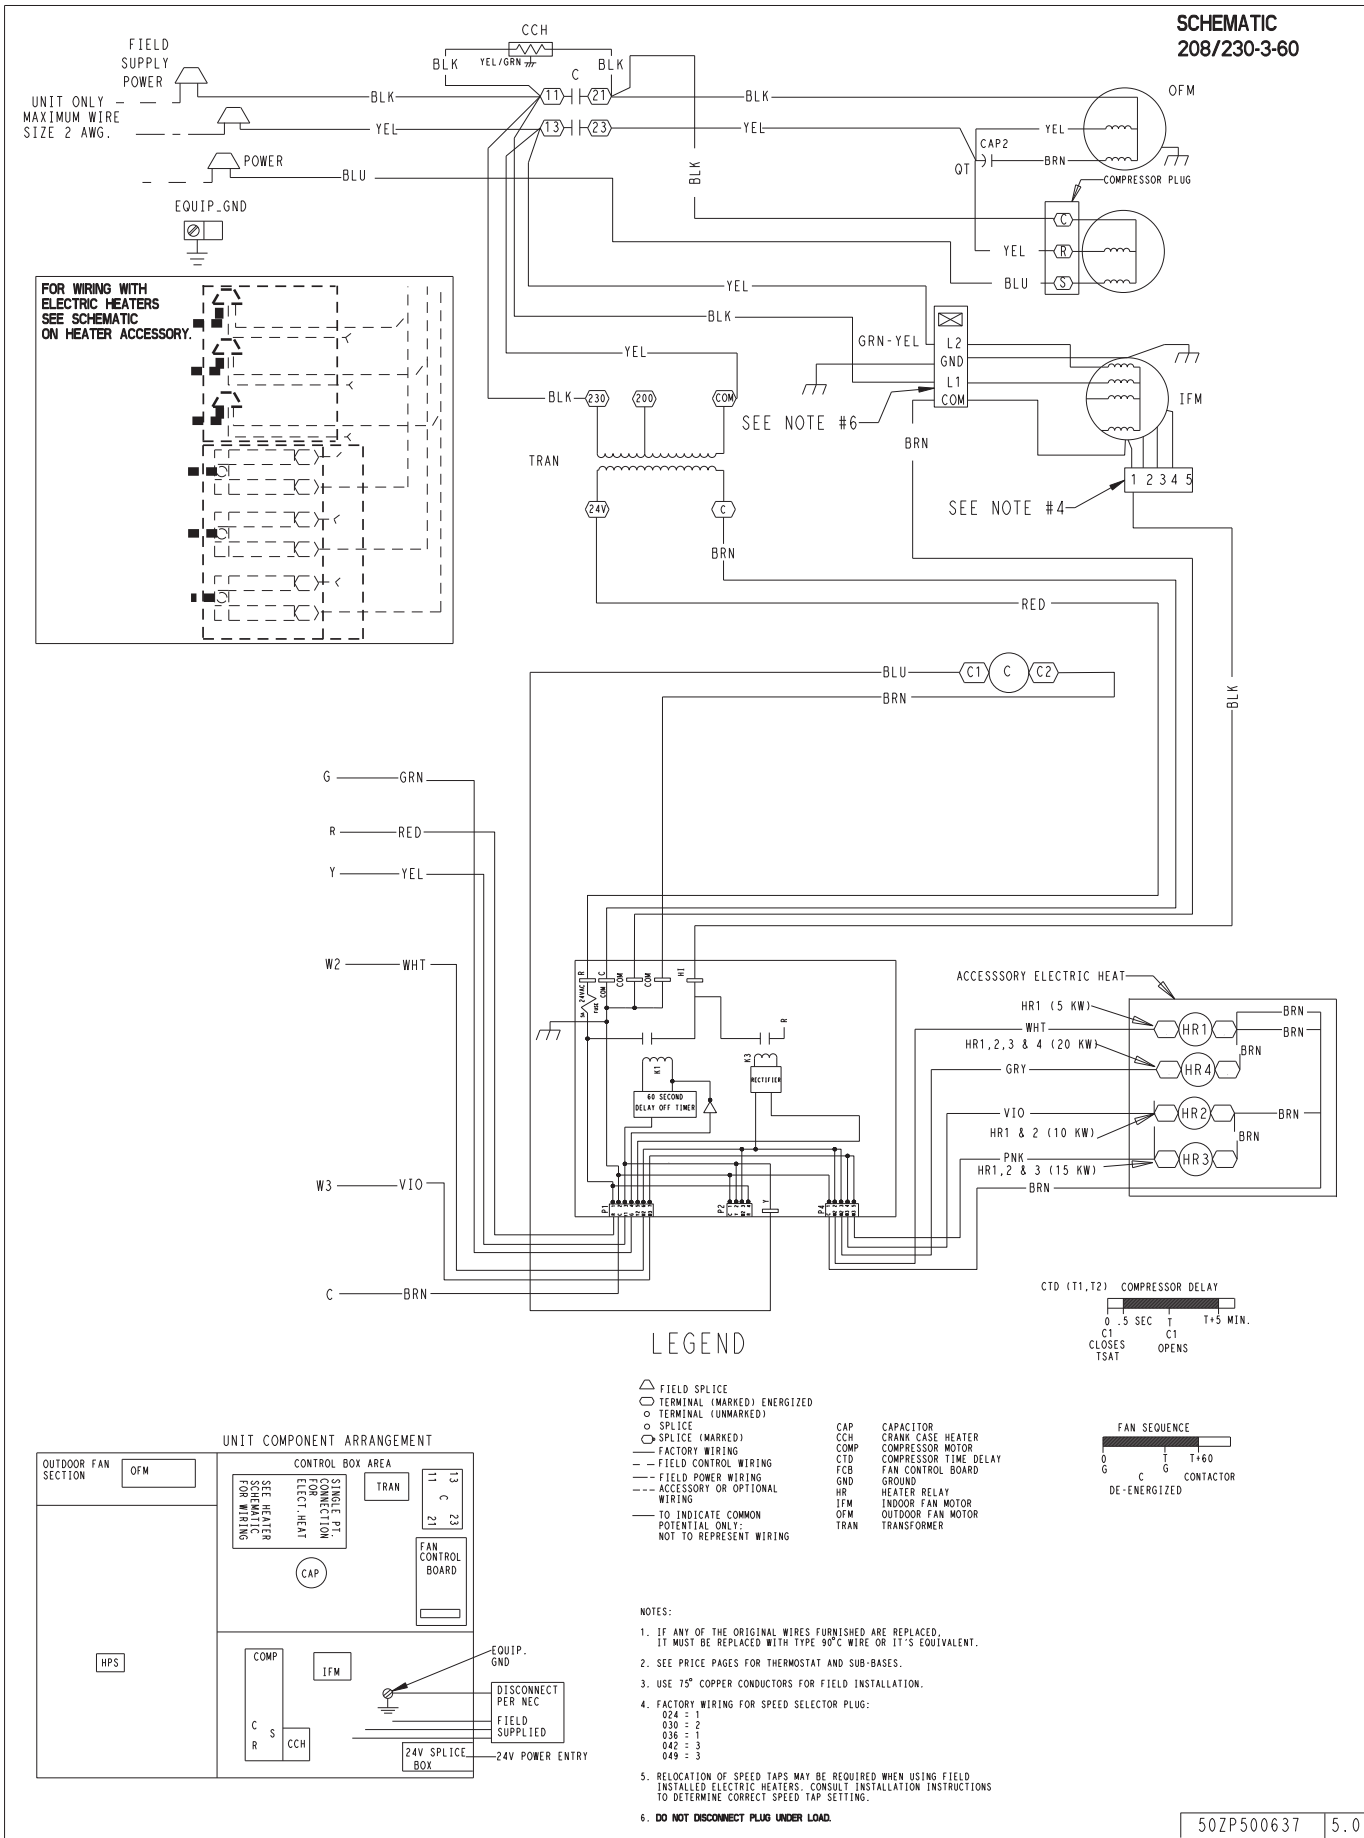 SCHEMATIC
208/230-3-60
FIELD
SUPPLY
POWER
UNIT ONLY
MAXIMUM WIRE
SIZE 2 AWG.
POWER
EQUIP_GND
CCH
YEL/GRN
BLK
BLK
C
11
21
13
23
BLK
YEL
BLU
BLK
YEL
BLK
OFM
YEL
CAP2
BRN
QT
COMPRESSOR PLUG
C
YEL
R
BLU
S
FOR WIRING WITH
ELECTRIC HEATERS
SEE SCHEMATIC
ON HEATER ACCESSORY.
YEL
BLK
YEL
GRN-YEL
L2
GND
L1
COM
IFM
SEE NOTE #6
BRN
BLK
230
200
COM
TRAN
24V
C
BRN
1 2 3 4 5
SEE NOTE #4
RED
BLU
C1
C
C2
BRN
BLK
G
GRN
R
RED
Y
YEL
W2
WHT
W3
VIO
C
BRN
R
24VAC
C
COM
COM
COM
HI
5A
FUSE
R
K1
K3
RECTIFIER
60 SECOND
DELAY OFF TIMER
Y
P1
P2
P4
ACCESSSORY ELECTRIC HEAT
HR1 (5 KW)
WHT
HR1
BRN
BRN
HR1,2,3 & 4 (20 KW)
BRN
GRY
HR4
VIO
HR2
BRN
HR1 & 2 (10 KW)
BRN
PNK
HR3
HR1,2 & 3 (15 KW)
BRN
CTD (T1,T2) COMPRESSOR DELAY
0 .5 SEC T T+5 MIN.
C1
CLOSES
TSAT
C1
OPENS
LEGEND
FIELD SPLICE
TERMINAL (MARKED) ENERGIZED
TERMINAL (UNMARKED)
SPLICE
SPLICE (MARKED)
FACTORY WIRING
FIELD CONTROL WIRING
FIELD POWER WIRING
ACCESSORY OR OPTIONAL
WIRING
TO INDICATE COMMON
POTENTIAL ONLY:
NOT TO REPRESENT WIRING
CAP CAPACITOR
CCH CRANK CASE HEATER
COMP COMPRESSOR MOTOR
CTD COMPRESSOR TIME DELAY
FCB FAN CONTROL BOARD
GND GROUND
HR HEATER RELAY
IFM INDOOR FAN MOTOR
OFM OUTDOOR FAN MOTOR
TRAN TRANSFORMER
FAN SEQUENCE
0 T T+60
G C G CONTACTOR
DE-ENERGIZED
UNIT COMPONENT ARRANGEMENT
OUTDOOR FAN
SECTION
OFM
CONTROL BOX AREA
SINGLE PT.
CONNECTION
FOR
ELECT.HEAT
SEE HEATER
SCHEMATIC
FOR WIRING
TRAN
11 13
C
21 23
CAP
FAN
CONTROL
BOARD
HPS
COMP
C
S
R
CCH
IFM
EQUIP.
GND
DISCONNECT
PER NEC
FIELD
SUPPLIED
24V SPLICE
BOX
24V POWER ENTRY
NOTES:
1. IF ANY OF THE ORIGINAL WIRES FURNISHED ARE REPLACED,
IT MUST BE REPLACED WITH TYPE 90°C WIRE OR IT'S EQUIVALENT.
2. SEE PRICE PAGES FOR THERMOSTAT AND SUB-BASES.
3. USE 75° COPPER CONDUCTORS FOR FIELD INSTALLATION.
4. FACTORY WIRING FOR SPEED SELECTOR PLUG:
024 = 1
030 = 2
036 = 1
042 = 3
049 = 3
5. RELOCATION OF SPEED TAPS MAY BE REQUIRED WHEN USING FIELD
INSTALLED ELECTRIC HEATERS. CONSULT INSTALLATION INSTRUCTIONS
TO DETERMINE CORRECT SPEED TAP SETTING.
6. DO NOT DISCONNECT PLUG UNDER LOAD.
50ZP500637 5.0